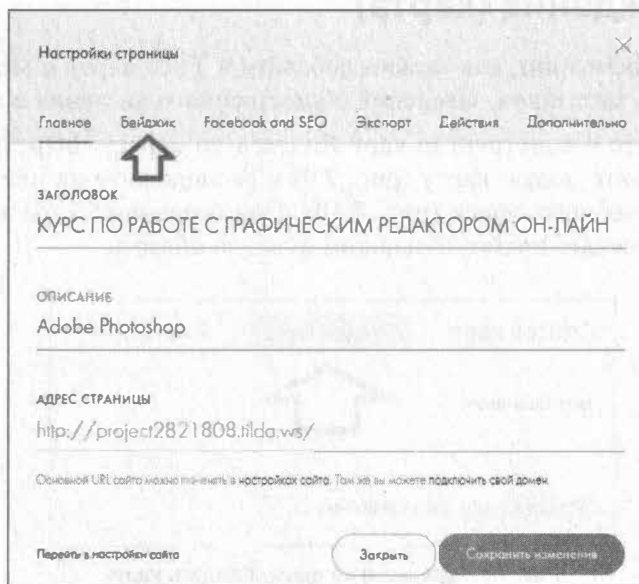 Настройки страницы
Главное Бейджик Facebook and SEO Экспорт Действия Дополнительно
ЗАГОЛОВОК
КУРС ПО РАБОТЕ С ГРАФИЧЕСКИМ РЕДАКТОРОМ ОН-ЛАЙН
ОПИСАНИЕ
Adobe Photoshop
АДРЕС СТРАНИЦЫ
http://project2821808.tilda.ws/
Основной URL сайта можно поменять в настройках сайта. Там же вы можете подключить свой домен.
Перейти в настройки сайта Закрыть Сохранить изменения